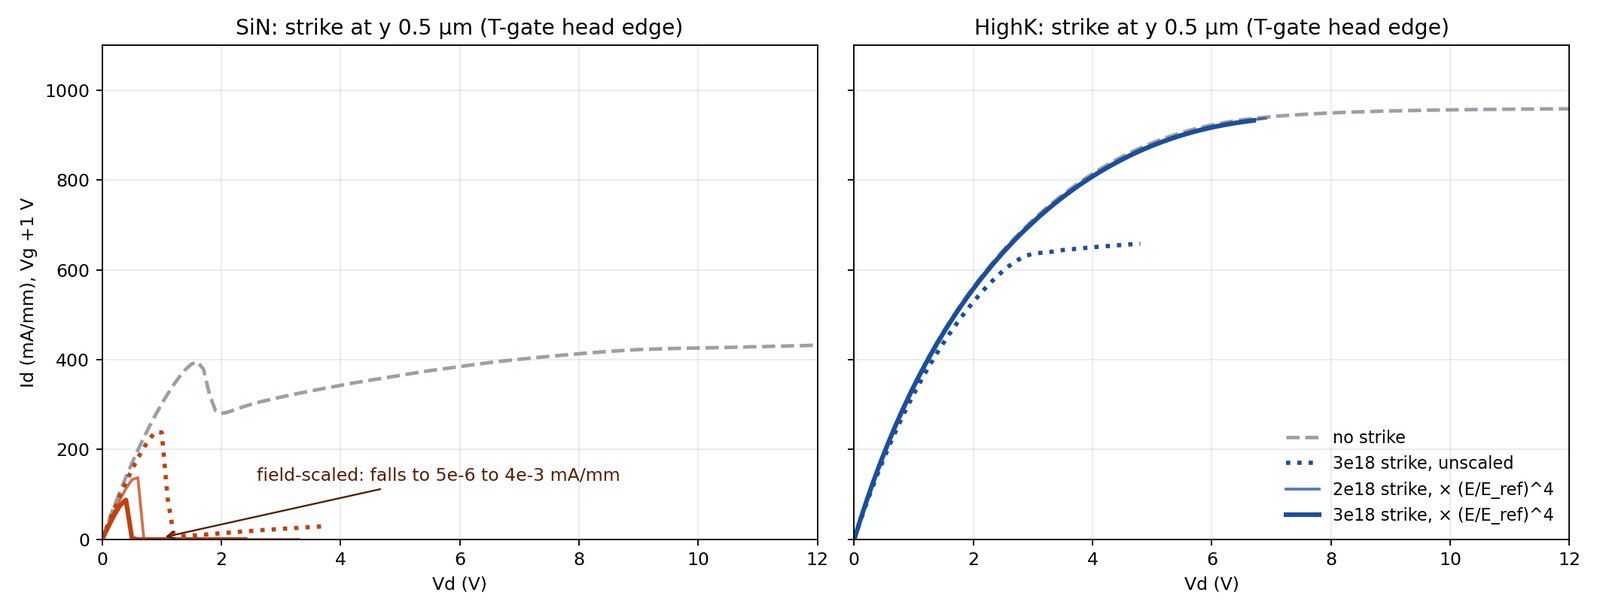 SiN: strike at y 0.5 µm (T-gate head edge)
HighK: strike at y 0.5 µm (T-gate head edge)
Id (mA/mm), Vg +1 V
1000
800
600
400
200
0
field-scaled: falls to 5e-6 to 4e-3 mA/mm
no strike
3e18 strike, unscaled
2e18 strike, × (E/E_ref)^4
3e18 strike, × (E/E_ref)^4
0 2 4 6 8 10 12
0 2 4 6 8 10 12
Vd (V)
Vd (V)